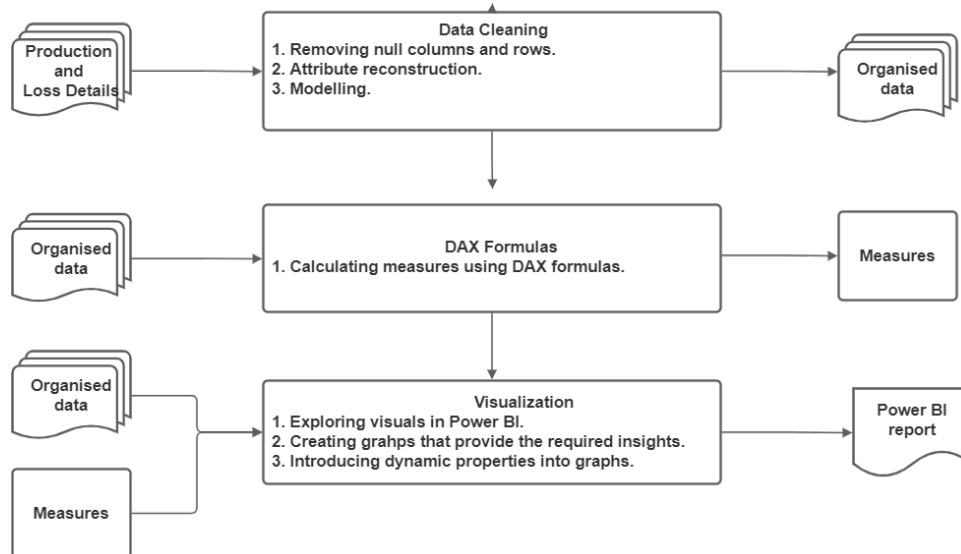 Data Cleaning
Production
and
Loss Details
1. Removing null columns and rows.
2. Attribute reconstruction.
3. Modelling.
Organised
data
Organised
data
DAX Formulas
1. Calculating measures using DAX formulas.
Measures
Organised
data
Measures
Visualization
1. Exploring visuals in Power BI.
2. Creating grahps that provide the required insights.
3. Introducing dynamic properties into graphs.
Power BI
report